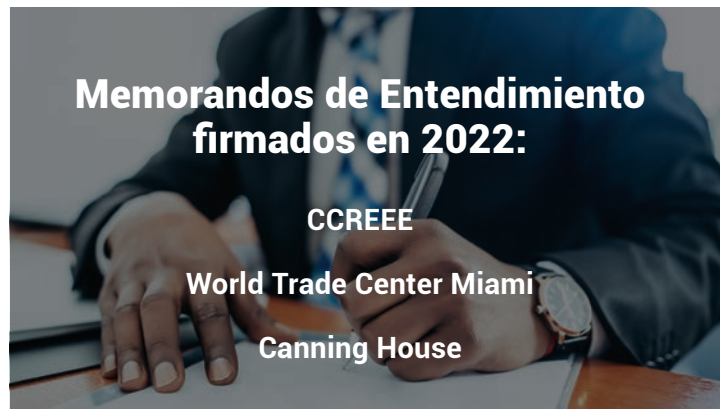 Memorandos de Entendimiento
firmados en 2022:
CCREEE
World Trade Center Miami
Canning House